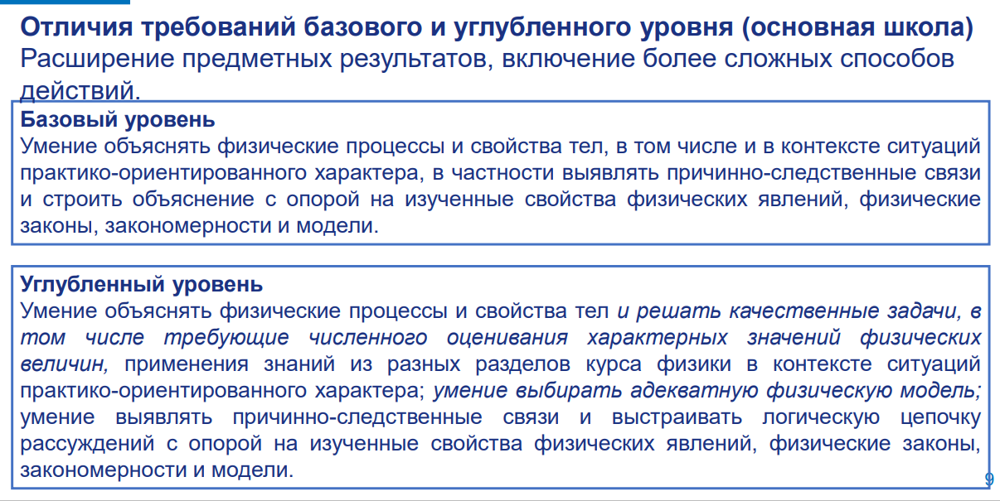 Отличия требований базового и углубленного уровня (основная школа)
Расширение предметных результатов, включение более сложных способов
действий.
Базовый уровень
Умение объяснять физические процессы и свойства тел, в том числе и в контексте ситуаций
практико-ориентированного характера, в частности выявлять причинно-следственные связи
и строить объяснение с опорой на изученные свойства физических явлений, физические
законы, закономерности и модели.
Углубленный уровень
Умение объяснять физические процессы и свойства тел и решать качественные задачи, в
том числе требующие численного оценивания характерных значений физических
величин, применения знаний из разных разделов курса физики в контексте ситуаций
практико-ориентированного характера; умение выбирать адекватную физическую модель;
умение выявлять причинно-следственные связи и выстраивать логическую цепочку
рассуждений с опорой на изученные свойства физических явлений, физические законы,
закономерности и модели.
9